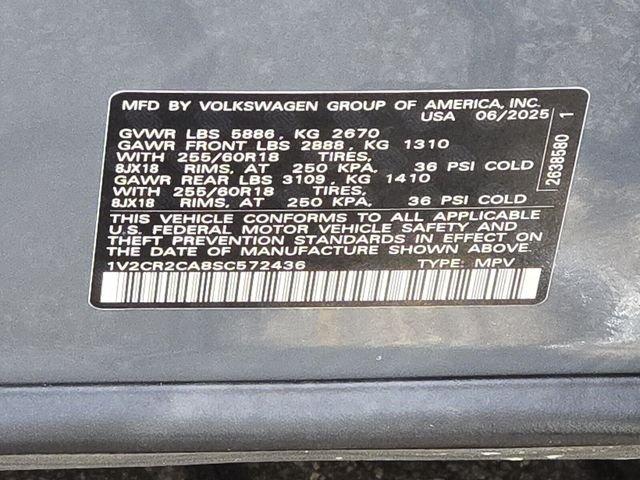 MFD BY VOLKSWAGEN GROUP OF AMERICA, INC.
USA 06/2025
GVWR LBS 5886, KG 2670
GAWR FRONT LBS 2888, KG 1310
WITH 255/60R18 TIRES,
8JX18 RIMS, AT 250 KPA, 36 PSI COLD
GAWR REAR LBS 3109, KG 1410
WITH 255/60R18 TIRES,
8JX18 RIMS, AT 250 KPA, 36 PSI COLD
THIS VEHICLE CONFORMS TO ALL APPLICABLE
U.S. FEDERAL MOTOR VEHICLE SAFETY AND
THEFT PREVENTION STANDARDS IN EFFECT ON
THE DATE OF MANUFACTURE SHOWN ABOVE.
1V2CR2CA8SC572436 TYPE: MPV
2638580 1